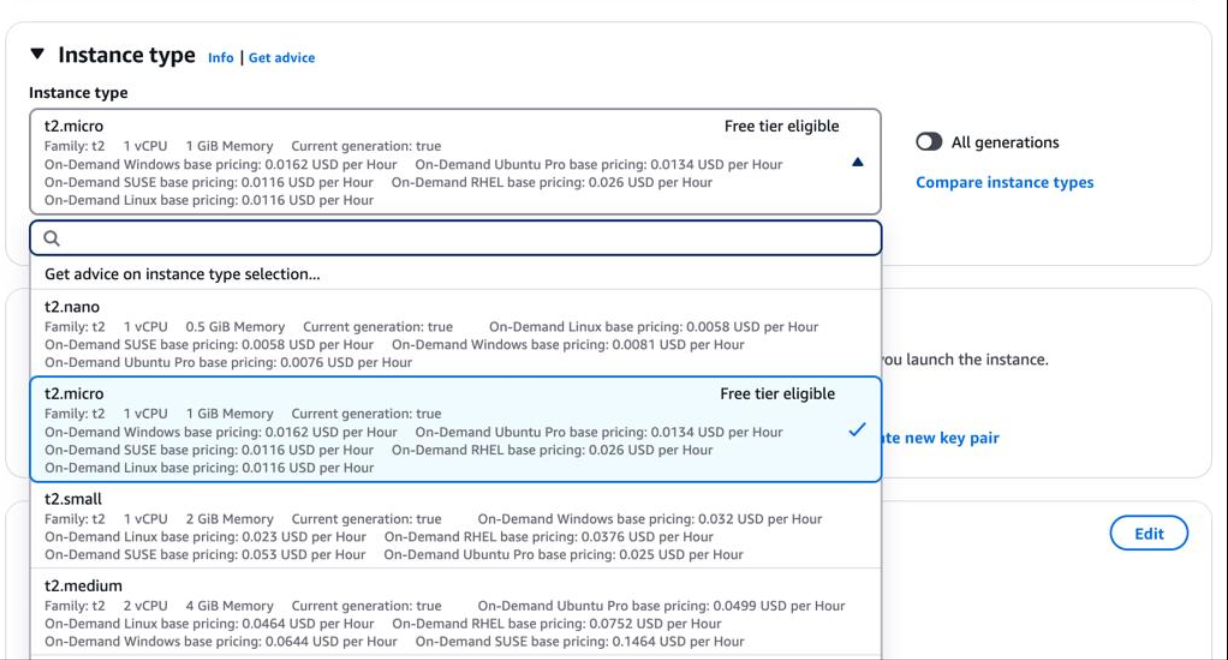 Instance type Info | Get advice
Instance type
t2.micro Free tier eligible
Family: t2 1 vCPU 1 GiB Memory Current generation: true
On-Demand Windows base pricing: 0.0162 USD per Hour On-Demand Ubuntu Pro base pricing: 0.0134 USD per Hour
On-Demand SUSE base pricing: 0.0116 USD per Hour On-Demand RHEL base pricing: 0.026 USD per Hour
On-Demand Linux base pricing: 0.0116 USD per Hour
All generations
Compare instance types
Get advice on instance type selection...
t2.nano
Family: t2 1 vCPU 0.5 GiB Memory Current generation: true On-Demand Linux base pricing: 0.0058 USD per Hour
On-Demand SUSE base pricing: 0.0058 USD per Hour On-Demand Windows base pricing: 0.0081 USD per Hour
On-Demand Ubuntu Pro base pricing: 0.0076 USD per Hour
ou launch the instance.
t2.micro Free tier eligible
Family: t2 1 vCPU 1 GiB Memory Current generation: true
On-Demand Windows base pricing: 0.0162 USD per Hour On-Demand Ubuntu Pro base pricing: 0.0134 USD per Hour
On-Demand SUSE base pricing: 0.0116 USD per Hour On-Demand RHEL base pricing: 0.026 USD per Hour
On-Demand Linux base pricing: 0.0116 USD per Hour
te new key pair
t2.small
Family: t2 1 vCPU 2 GiB Memory Current generation: true On-Demand Windows base pricing: 0.032 USD per Hour
On-Demand Linux base pricing: 0.023 USD per Hour On-Demand RHEL base pricing: 0.0376 USD per Hour
On-Demand SUSE base pricing: 0.053 USD per Hour On-Demand Ubuntu Pro base pricing: 0.025 USD per Hour
Edit
t2.medium
Family: t2 2 vCPU 4 GiB Memory Current generation: true On-Demand Ubuntu Pro base pricing: 0.0499 USD per Hour
On-Demand Linux base pricing: 0.0464 USD per Hour On-Demand RHEL base pricing: 0.0752 USD per Hour
On-Demand Windows base pricing: 0.0644 USD per Hour On-Demand SUSE base pricing: 0.1464 USD per Hour